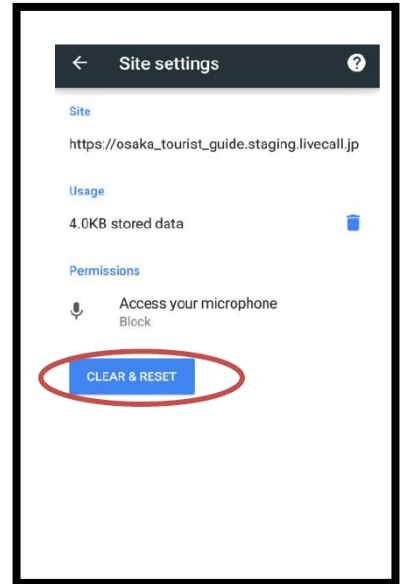 Site settings
Site
https://osaka_tourist_guide.staging.livecall.jp
Usage
4.0KB stored data
Permissions
Access your microphone
Block
CLEAR & RESET